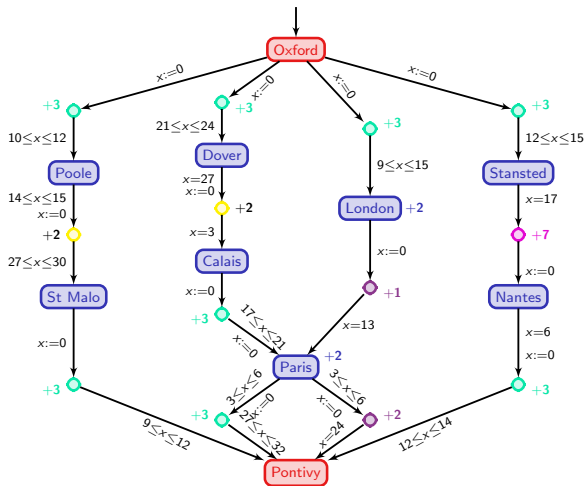 Oxford
x:=0
x:=0
x:=0
x:=0
+3
+3
+3
+3
10≤x≤12
21≤x≤24
9≤x≤15
12≤x≤15
Poole
Dover
London
+2
Stansted
14≤x≤15
x:=0
x=27
x:=0
x=17
+2
+2
+7
27≤x≤30
x=3
x:=0
x:=0
St Malo
Calais
+1
Nantes
x:=0
x:=0
+3
17≤x≤21
x:=0
x=13
x=6
x:=0
Paris
+2
+3
3≤x≤6
x:=0
3≤x≤6
x:=0
+3
+3
+2
9≤x≤12
27≤x≤32
x=24
12≤x≤14
Pontivy